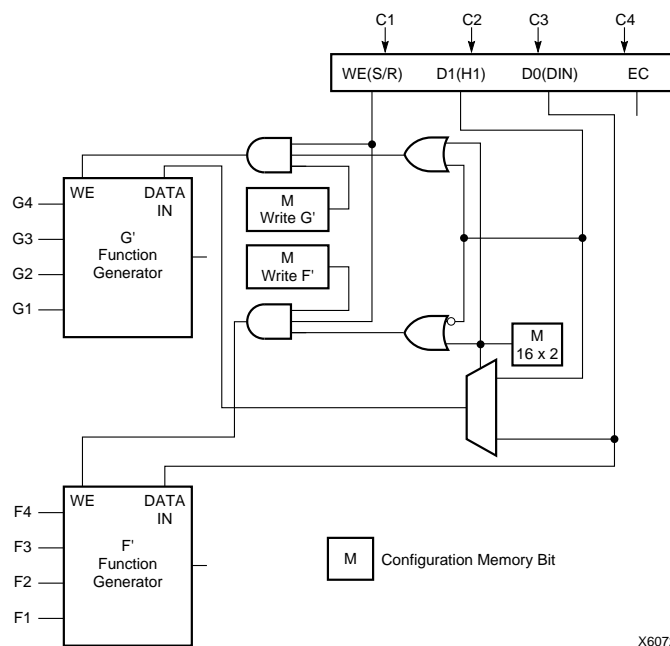 C1 C2 C3 C4
WE(S/R) D1(H1) D0(DIN) EC
WE DATA IN
G4
G3
G2
G1
G'
Function
Generator
M
Write G'
M
Write F'
M
16 x 2
WE DATA IN
F4
F3
F2
F1
F'
Function
Generator
M Configuration Memory Bit